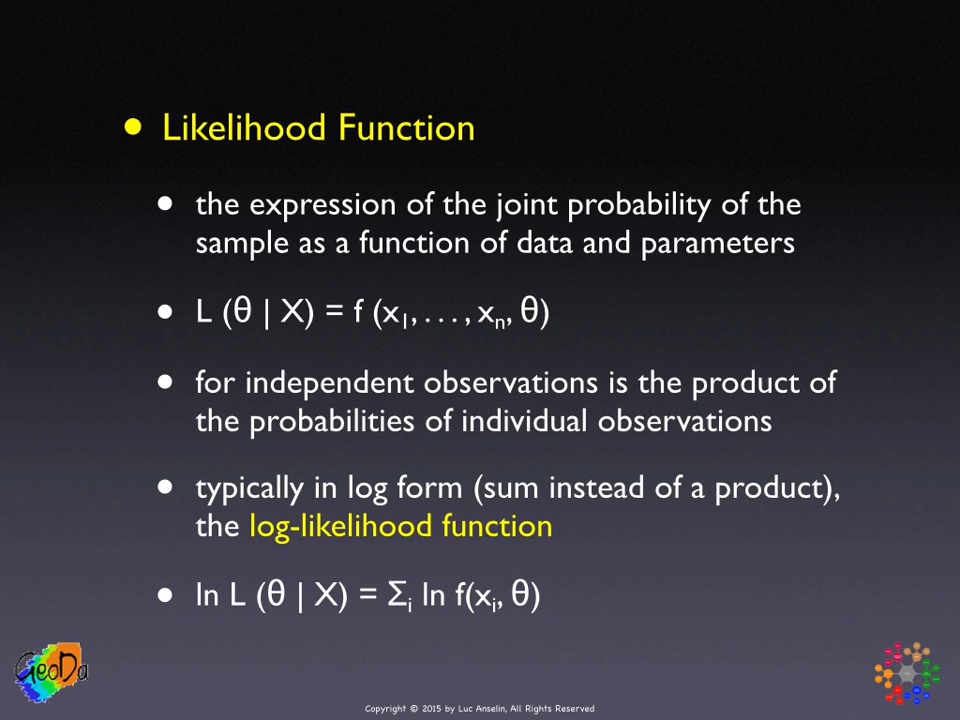 • Likelihood Function
• the expression of the joint probability of the
sample as a function of data and parameters
• L (θ | X) = f (x₁, . . . , xₙ, θ)
• for independent observations is the product of
the probabilities of individual observations
• typically in log form (sum instead of a product),
the log-likelihood function
• ln L (θ | X) = Σᵢ ln f(xᵢ, θ)
GeoDa
Copyright © 2015 by Luc Anselin, All Rights Reserved